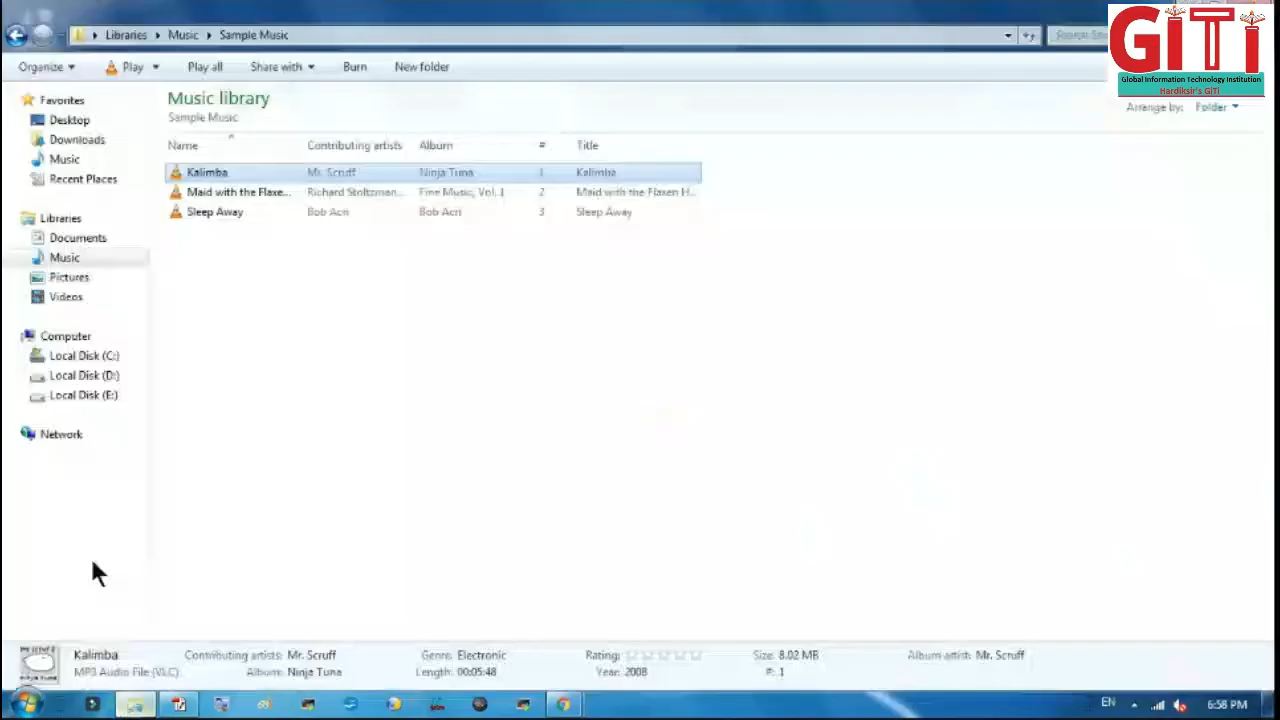 Libraries Music Sample Music
GiTi
Global Information Technology Institution
Hardiksir's GiTi
Organize Play Play all Share with Burn New folder
Music library
Sample Music
Arrange by: Folder
Name Contributing artists Album # Title
Kalimba Mr. Scruff Ninja Tuna 1 Kalimba
Maid with the Flaxe... Richard Stoltzman... Fine Music, Vol. 1 2 Maid with the Flaxen H...
Sleep Away Bob Acri Bob Acri 3 Sleep Away
Favorites
Desktop
Downloads
Music
Recent Places
Libraries
Documents
Music
Pictures
Videos
Computer
Local Disk (C:)
Local Disk (D:)
Local Disk (E:)
Network
Kalimba Contributing artists: Mr. Scruff Genre: Electronic Rating: Size: 8.02 MB Album artist: Mr. Scruff
MP3 Audio File (VLC) Album: Ninja Tuna Length: 00:05:48 Year: 2008 #: 1
EN 6:58 PM